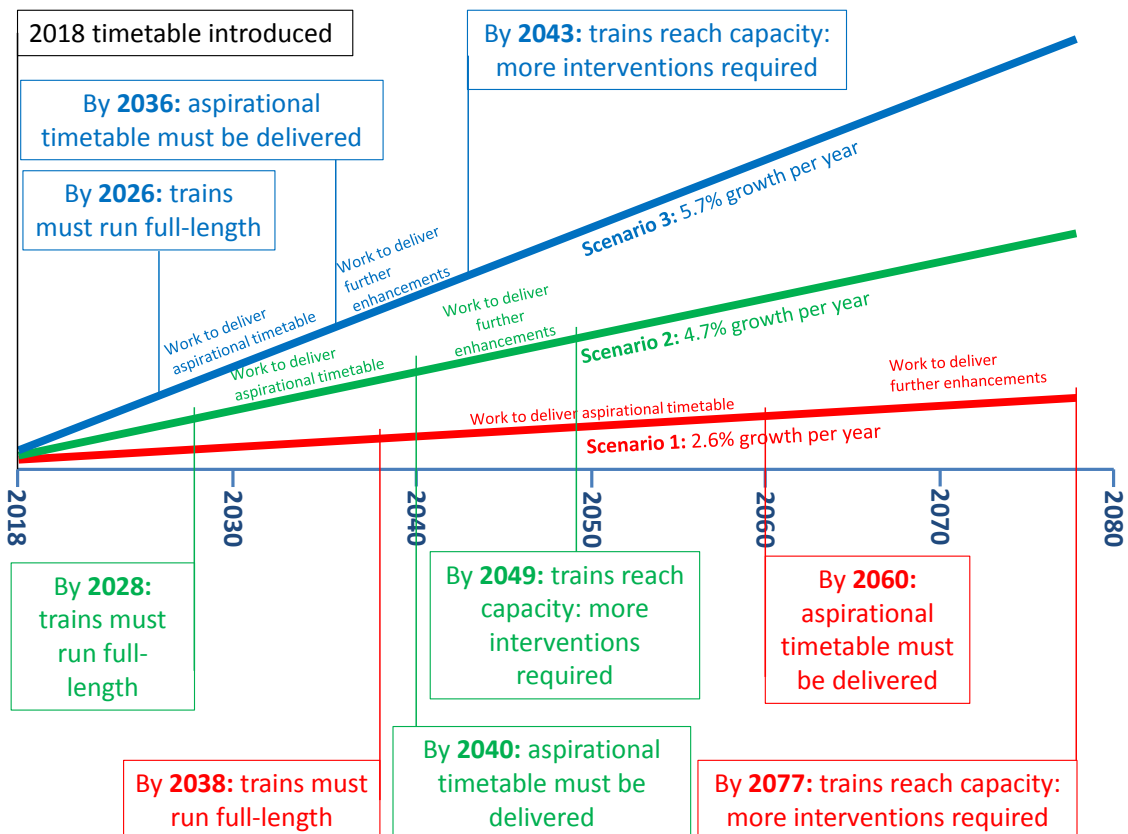 2018 timetable introduced
By 2043: trains reach capacity:
more interventions required
By 2036: aspirational
timetable must be delivered
By 2026: trains
must run full-length
Scenario 3: 5.7% growth per year
Work to deliver
further
enhancements
Work to deliver
aspirational timetable
Work to deliver
further
enhancements
Work to deliver
aspirational timetable
Scenario 2: 4.7% growth per year
Work to deliver
further enhancements
Work to deliver aspirational timetable
Scenario 1: 2.6% growth per year
2018
2030
2040
2050
2060
2070
2080
By 2028:
trains must
run full-
length
By 2049: trains reach
capacity: more
interventions
required
By 2060:
aspirational
timetable must
be delivered
By 2038: trains must
run full-length
By 2040: aspirational
timetable must be
delivered
By 2077: trains reach capacity:
more interventions required